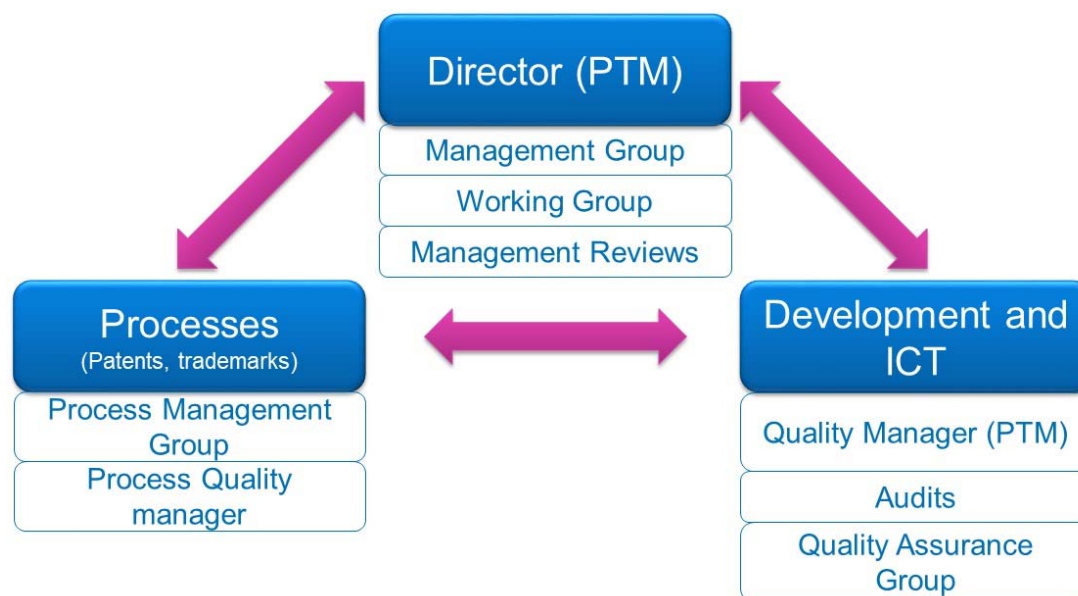 Director (PTM)
Management Group
Working Group
Management Reviews
Processes
(Patents, trademarks)
Process Management
Group
Process Quality
manager
Development and
ICT
Quality Manager (PTM)
Audits
Quality Assurance
Group